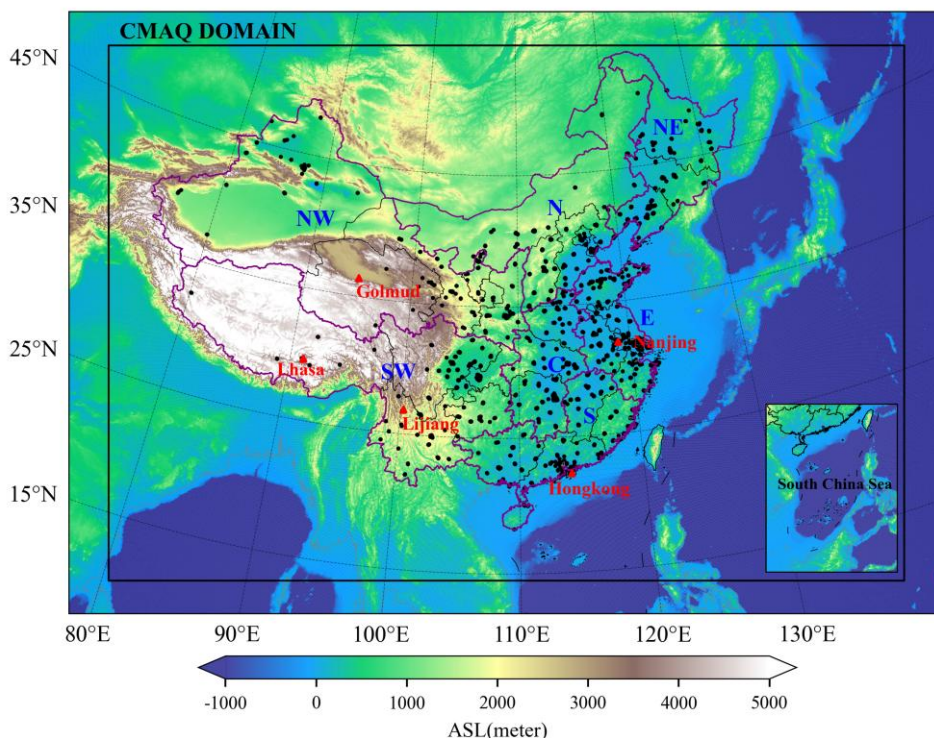 CMAQ DOMAIN
45°N
35°N
25°N
15°N
NE
NW
N
Golmud
E
Nanjing
Lhasa
SW
C
Lijiang
S
Hongkong
South China Sea
80°E
90°E
100°E
110°E
120°E
130°E
-1000
0
1000
2000
3000
4000
5000
ASL(meter)